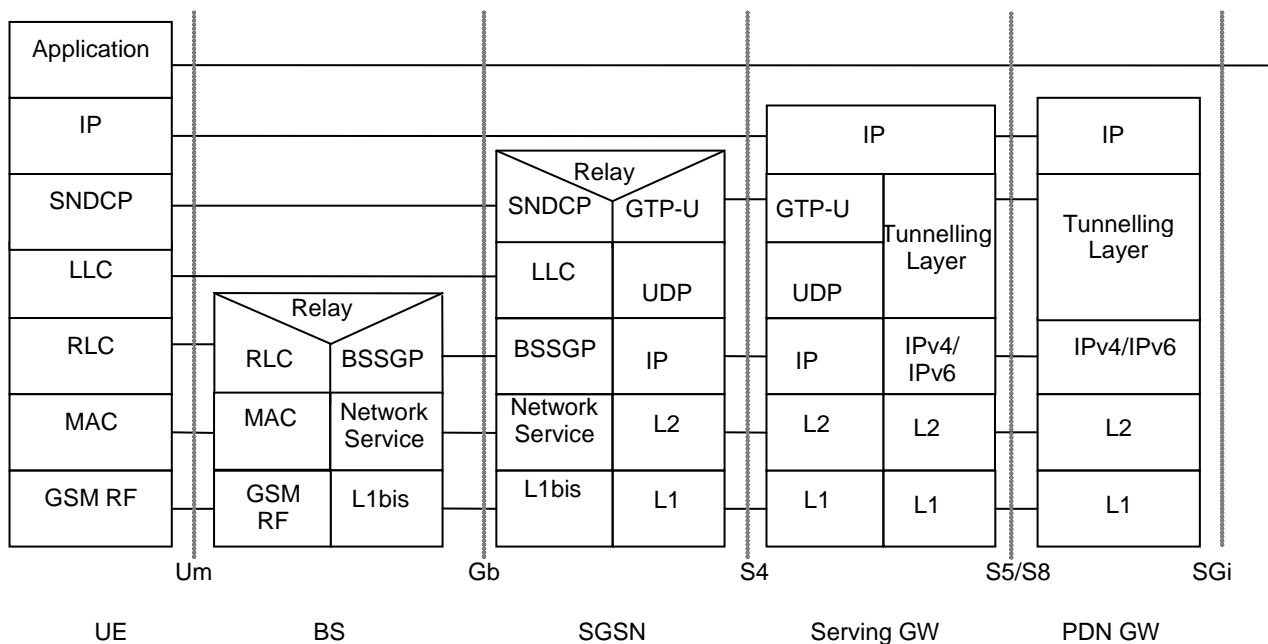 Application
IP
IP
IP
Relay
SNDCP
SNDCP
GTP-U
GTP-U
Tunnelling
Layer
Tunnelling
Layer
LLC
LLC
UDP
UDP
Relay
RLC
RLC
BSSGP
BSSGP
IP
IP
IPv4/
IPv6
IPv4/IPv6
MAC
MAC
Network
Service
Network
Service
L2
L2
L2
L2
GSM RF
GSM
RF
L1bis
L1bis
L1
L1
L1
L1
Um
Gb
S4
S5/S8
SGi
UE
BS
SGSN
Serving GW
PDN GW